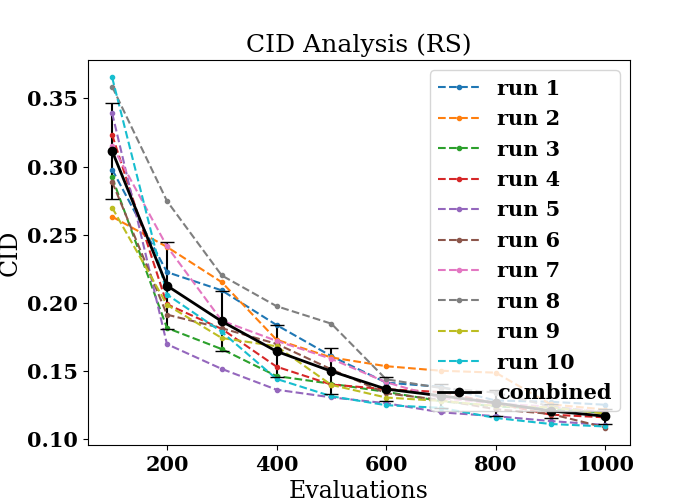 CID Analysis (RS)
CID
0.35
0.30
0.25
0.20
0.15
0.10
run 1
run 2
run 3
run 4
run 5
run 6
run 7
run 8
run 9
run 10
combined
200
400
600
800
1000
Evaluations